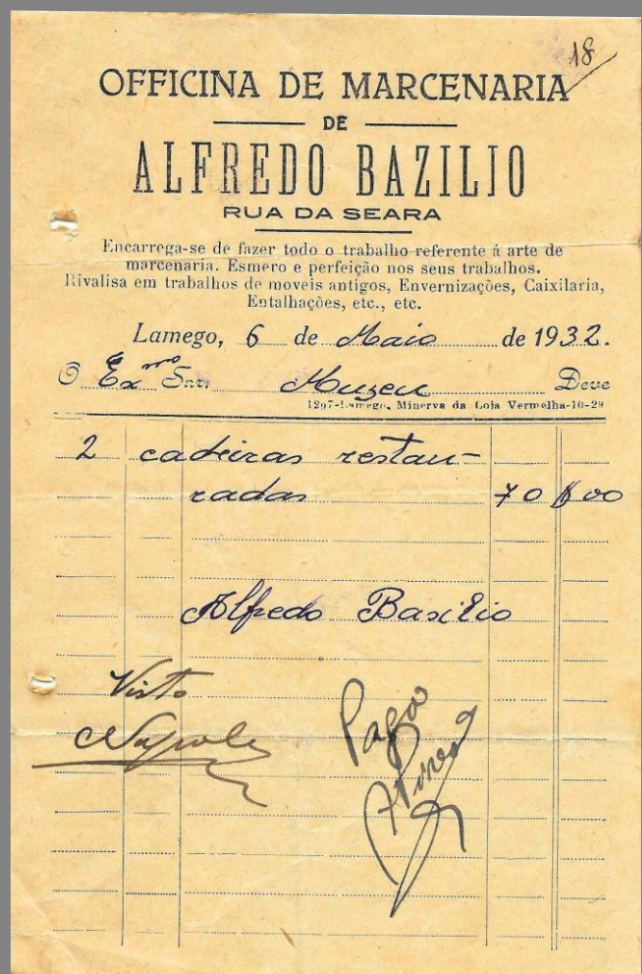 18
OFFICINA DE MARCENARIA
DE
ALFREDO BAZILIO
RUA DA SEARA
Encarrega-se de fazer todo o trabalho referente á arte de
marcenaria. Esmero e perfeição nos seus trabalhos.
Rivalisa em trabalhos de moveis antigos, Envernizações, Caixilaria,
Entalhações, etc., etc.
Lamego, 6 de Maio de 1932.
O Exmo Snr. Muzeu Deve
1297-Lamego, Minerva da Loja Vermelha-10-29
2 cadeiras restau-
radas 70$00
Alfredo Basilio
Visto
Pago